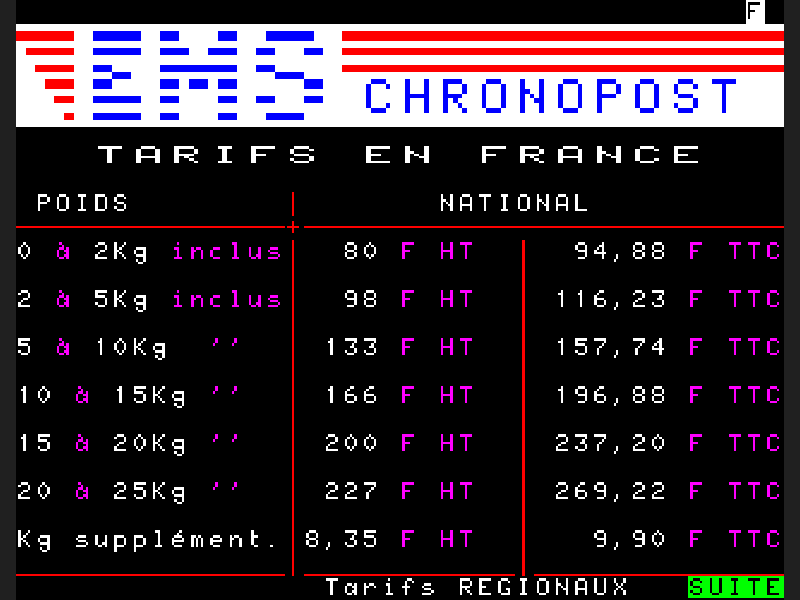 F
EMS CHRONOPOST
TARIFS EN FRANCE
POIDS NATIONAL
0 à 2Kg inclus 80 F HT 94,88 F TTC
2 à 5Kg inclus 98 F HT 116,23 F TTC
5 à 10Kg '' 133 F HT 157,74 F TTC
10 à 15Kg '' 166 F HT 196,88 F TTC
15 à 20Kg '' 200 F HT 237,20 F TTC
20 à 25Kg '' 227 F HT 269,22 F TTC
Kg supplément. 8,35 F HT 9,90 F TTC
Tarifs REGIONAUX SUITE